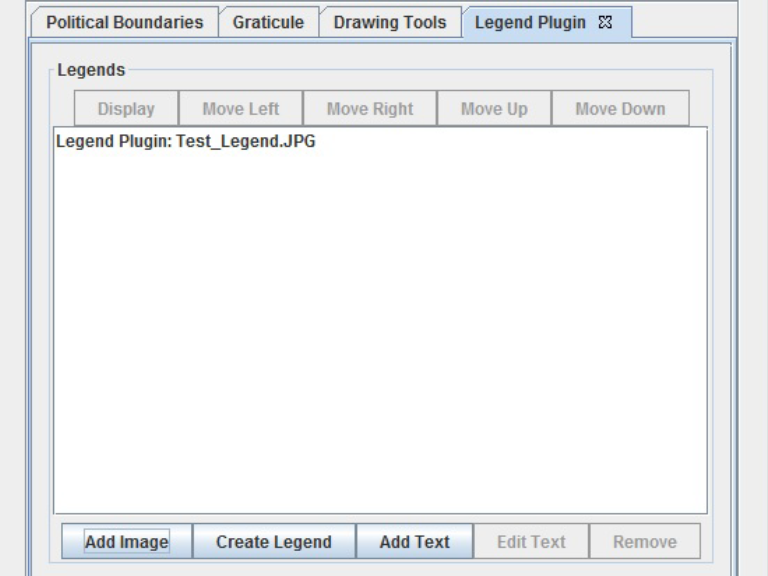 Political Boundaries Graticule Drawing Tools Legend Plugin
Legends
Display Move Left Move Right Move Up Move Down
Legend Plugin: Test_Legend.JPG
Add Image Create Legend Add Text Edit Text Remove